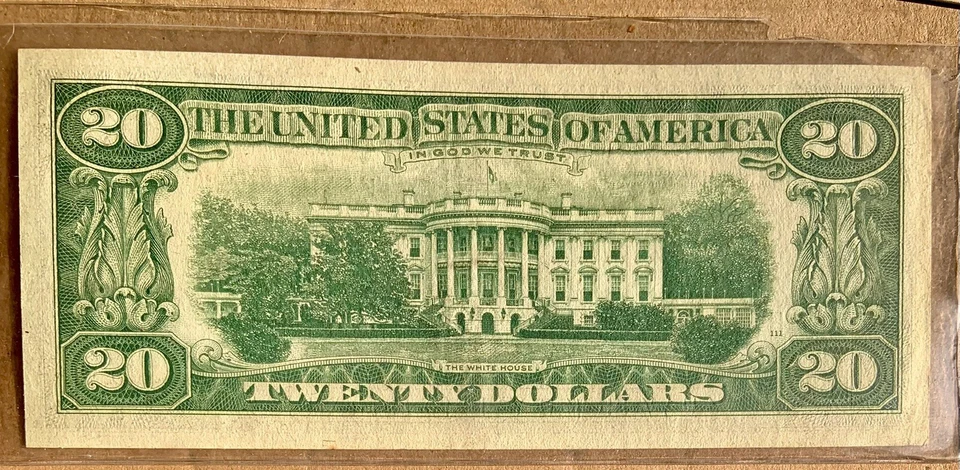 20 THE UNITED STATES OF AMERICA 20
IN GOD WE TRUST
111
THE WHITE HOUSE
20 TWENTY DOLLARS 20